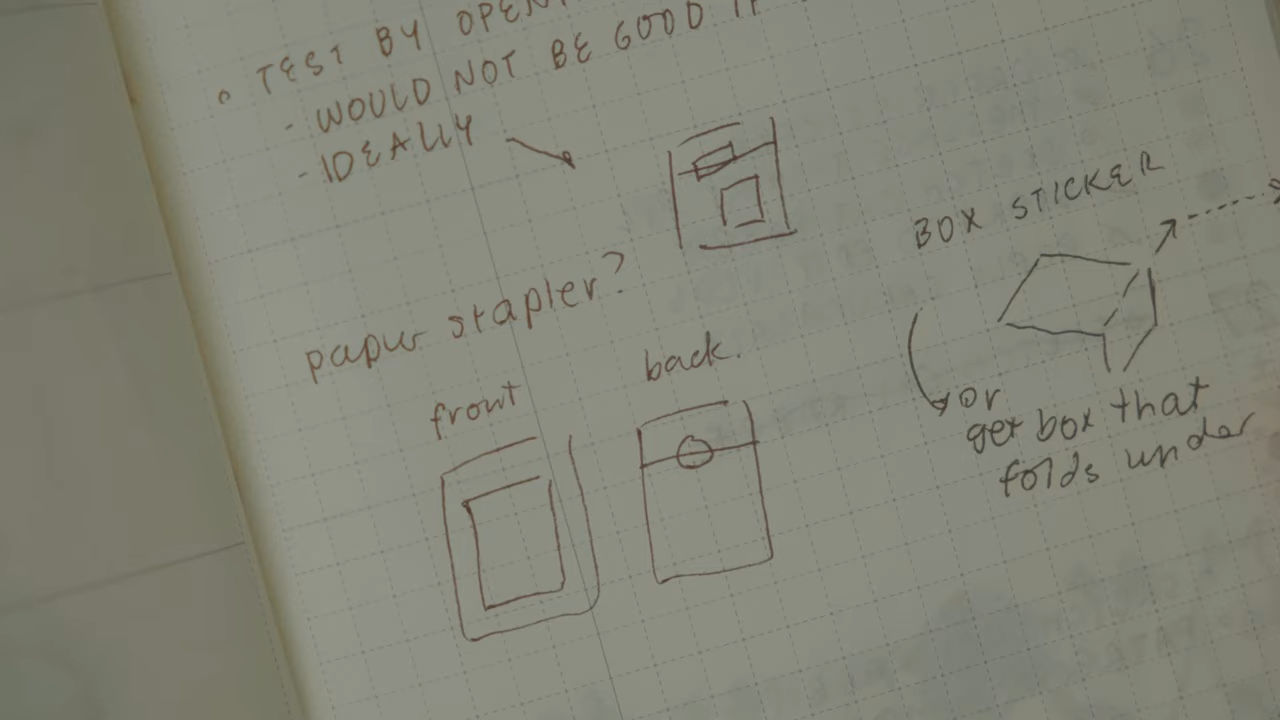 TEST BY OPEN
- WOULD NOT BE GOOD IF
- IDEALLY
BOX STICKER
paper stapler?
back.
front
or
get box that
folds under